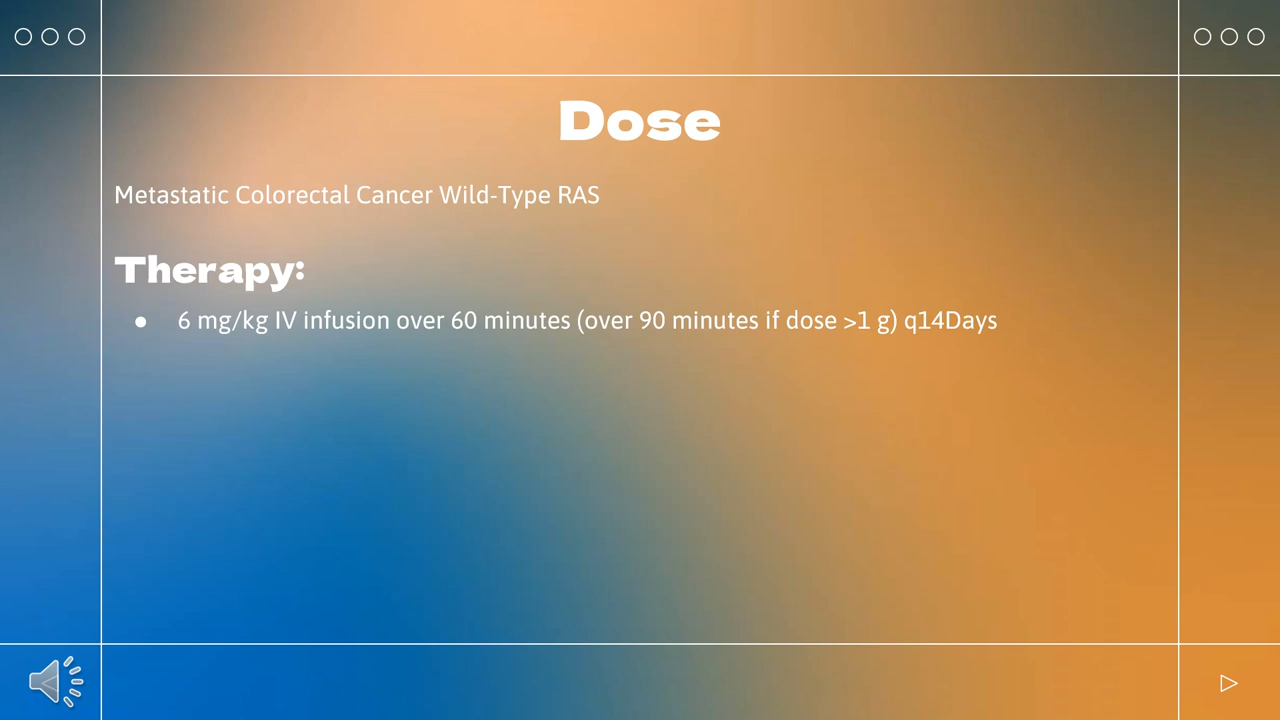 Dose
Metastatic Colorectal Cancer Wild-Type RAS
Therapy:
● 6 mg/kg IV infusion over 60 minutes (over 90 minutes if dose >1 g) q14Days